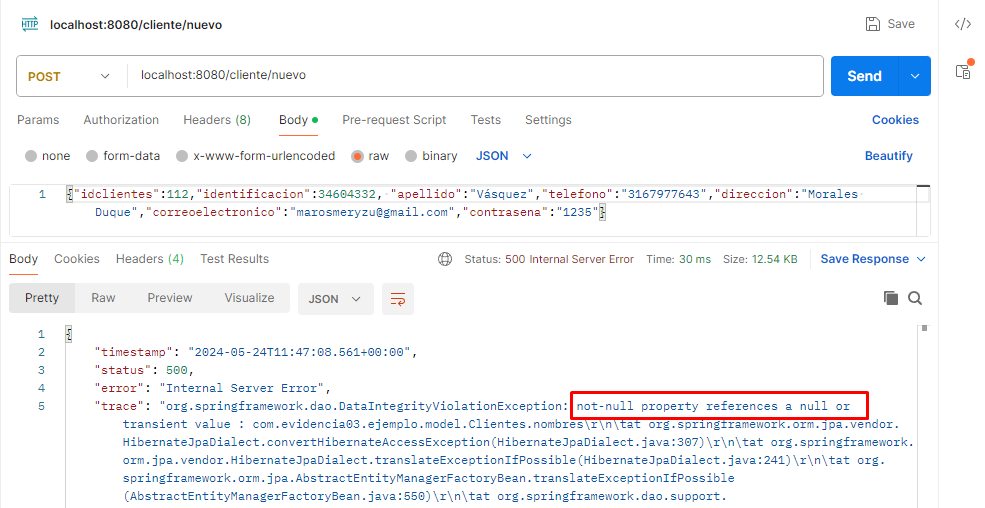 HTTP localhost:8080/cliente/nuevo Save
POST localhost:8080/cliente/nuevo Send
Params Authorization Headers (8) Body Pre-request Script Tests Settings Cookies
none form-data x-www-form-urlencoded raw binary JSON Beautify
1 {"idclientes":112,"identificacion":34604332, "apellido":"Vásquez","telefono":"3167977643","direccion":"Morales
Duque","correoelectronico":"marosmeryzu@gmail.com","contrasena":"1235"}
Body Cookies Headers (4) Test Results Status: 500 Internal Server Error Time: 30 ms Size: 12.54 KB Save Response
Pretty Raw Preview Visualize JSON
1 {
2 "timestamp": "2024-05-24T11:47:08.561+00:00",
3 "status": 500,
4 "error": "Internal Server Error",
5 "trace": "org.springframework.dao.DataIntegrityViolationException: not-null property references a null or
transient value : com.evidencia03.ejemplo.model.Clientes.nombres\r\n\tat org.springframework.orm.jpa.vendor.
HibernateJpaDialect.convertHibernateAccessException(HibernateJpaDialect.java:307)\r\n\tat org.springframework.
orm.jpa.vendor.HibernateJpaDialect.translateExceptionIfPossible(HibernateJpaDialect.java:241)\r\n\tat org.
springframework.orm.jpa.AbstractEntityManagerFactoryBean.translateExceptionIfPossible
(AbstractEntityManagerFactoryBean.java:550)\r\n\tat org.springframework.dao.support.